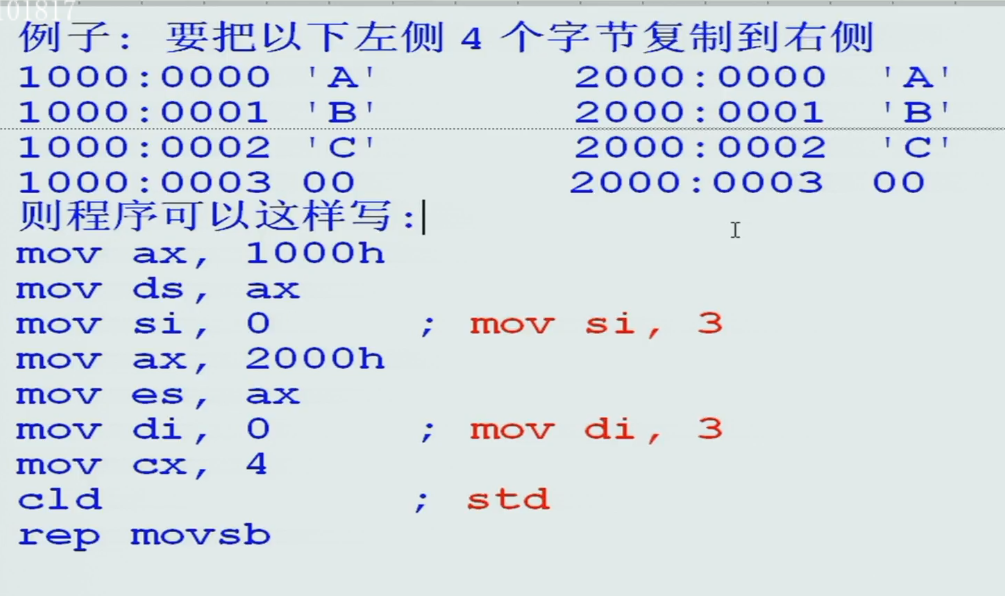 101817
例子: 要把以下左侧 4 个字节复制到右侧
1000:0000 'A' 2000:0000 'A'
1000:0001 'B' 2000:0001 'B'
1000:0002 'C' 2000:0002 'C'
1000:0003 00 2000:0003 00
则程序可以这样写:
mov ax, 1000h
mov ds, ax
mov si, 0 ; mov si, 3
mov ax, 2000h
mov es, ax
mov di, 0 ; mov di, 3
mov cx, 4
cld ; std
rep movsb